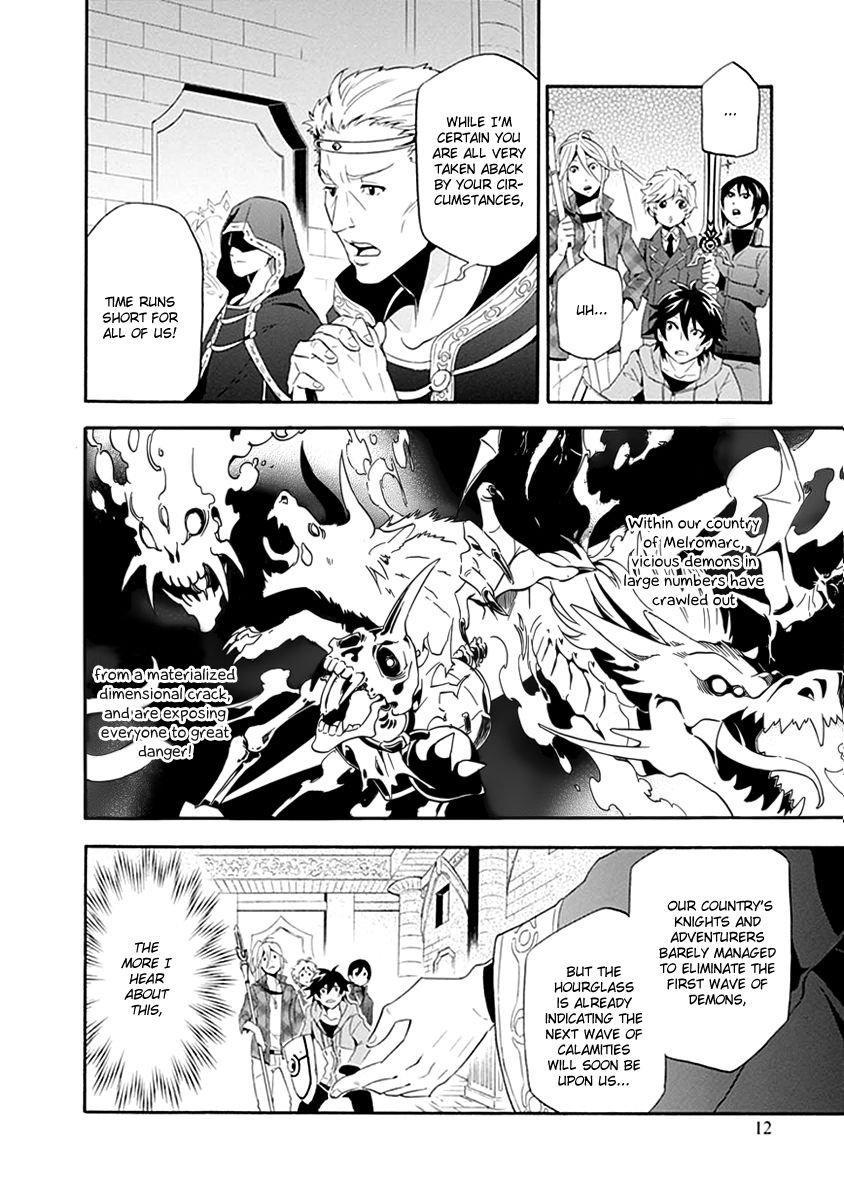 ...
UH...
WHILE I'M
CERTAIN YOU
ARE ALL VERY
TAKEN ABACK
BY YOUR CIR-
CUMSTANCES,
TIME RUNS
SHORT FOR
ALL OF US!
Within our country
of Melromarc,
vicious demons in
large numbers have
crawled out
from a materialized
dimensional crack,
and are exposing
everyone to great
danger!
OUR COUNTRY'S
KNIGHTS AND
ADVENTURERS
BARELY MANAGED
TO ELIMINATE THE
FIRST WAVE OF
DEMONS,
BUT THE
HOURGLASS
IS ALREADY
INDICATING THE
NEXT WAVE OF
CALAMITIES
WILL SOON BE
UPON US...
THE
MORE I
HEAR
ABOUT
THIS,
12